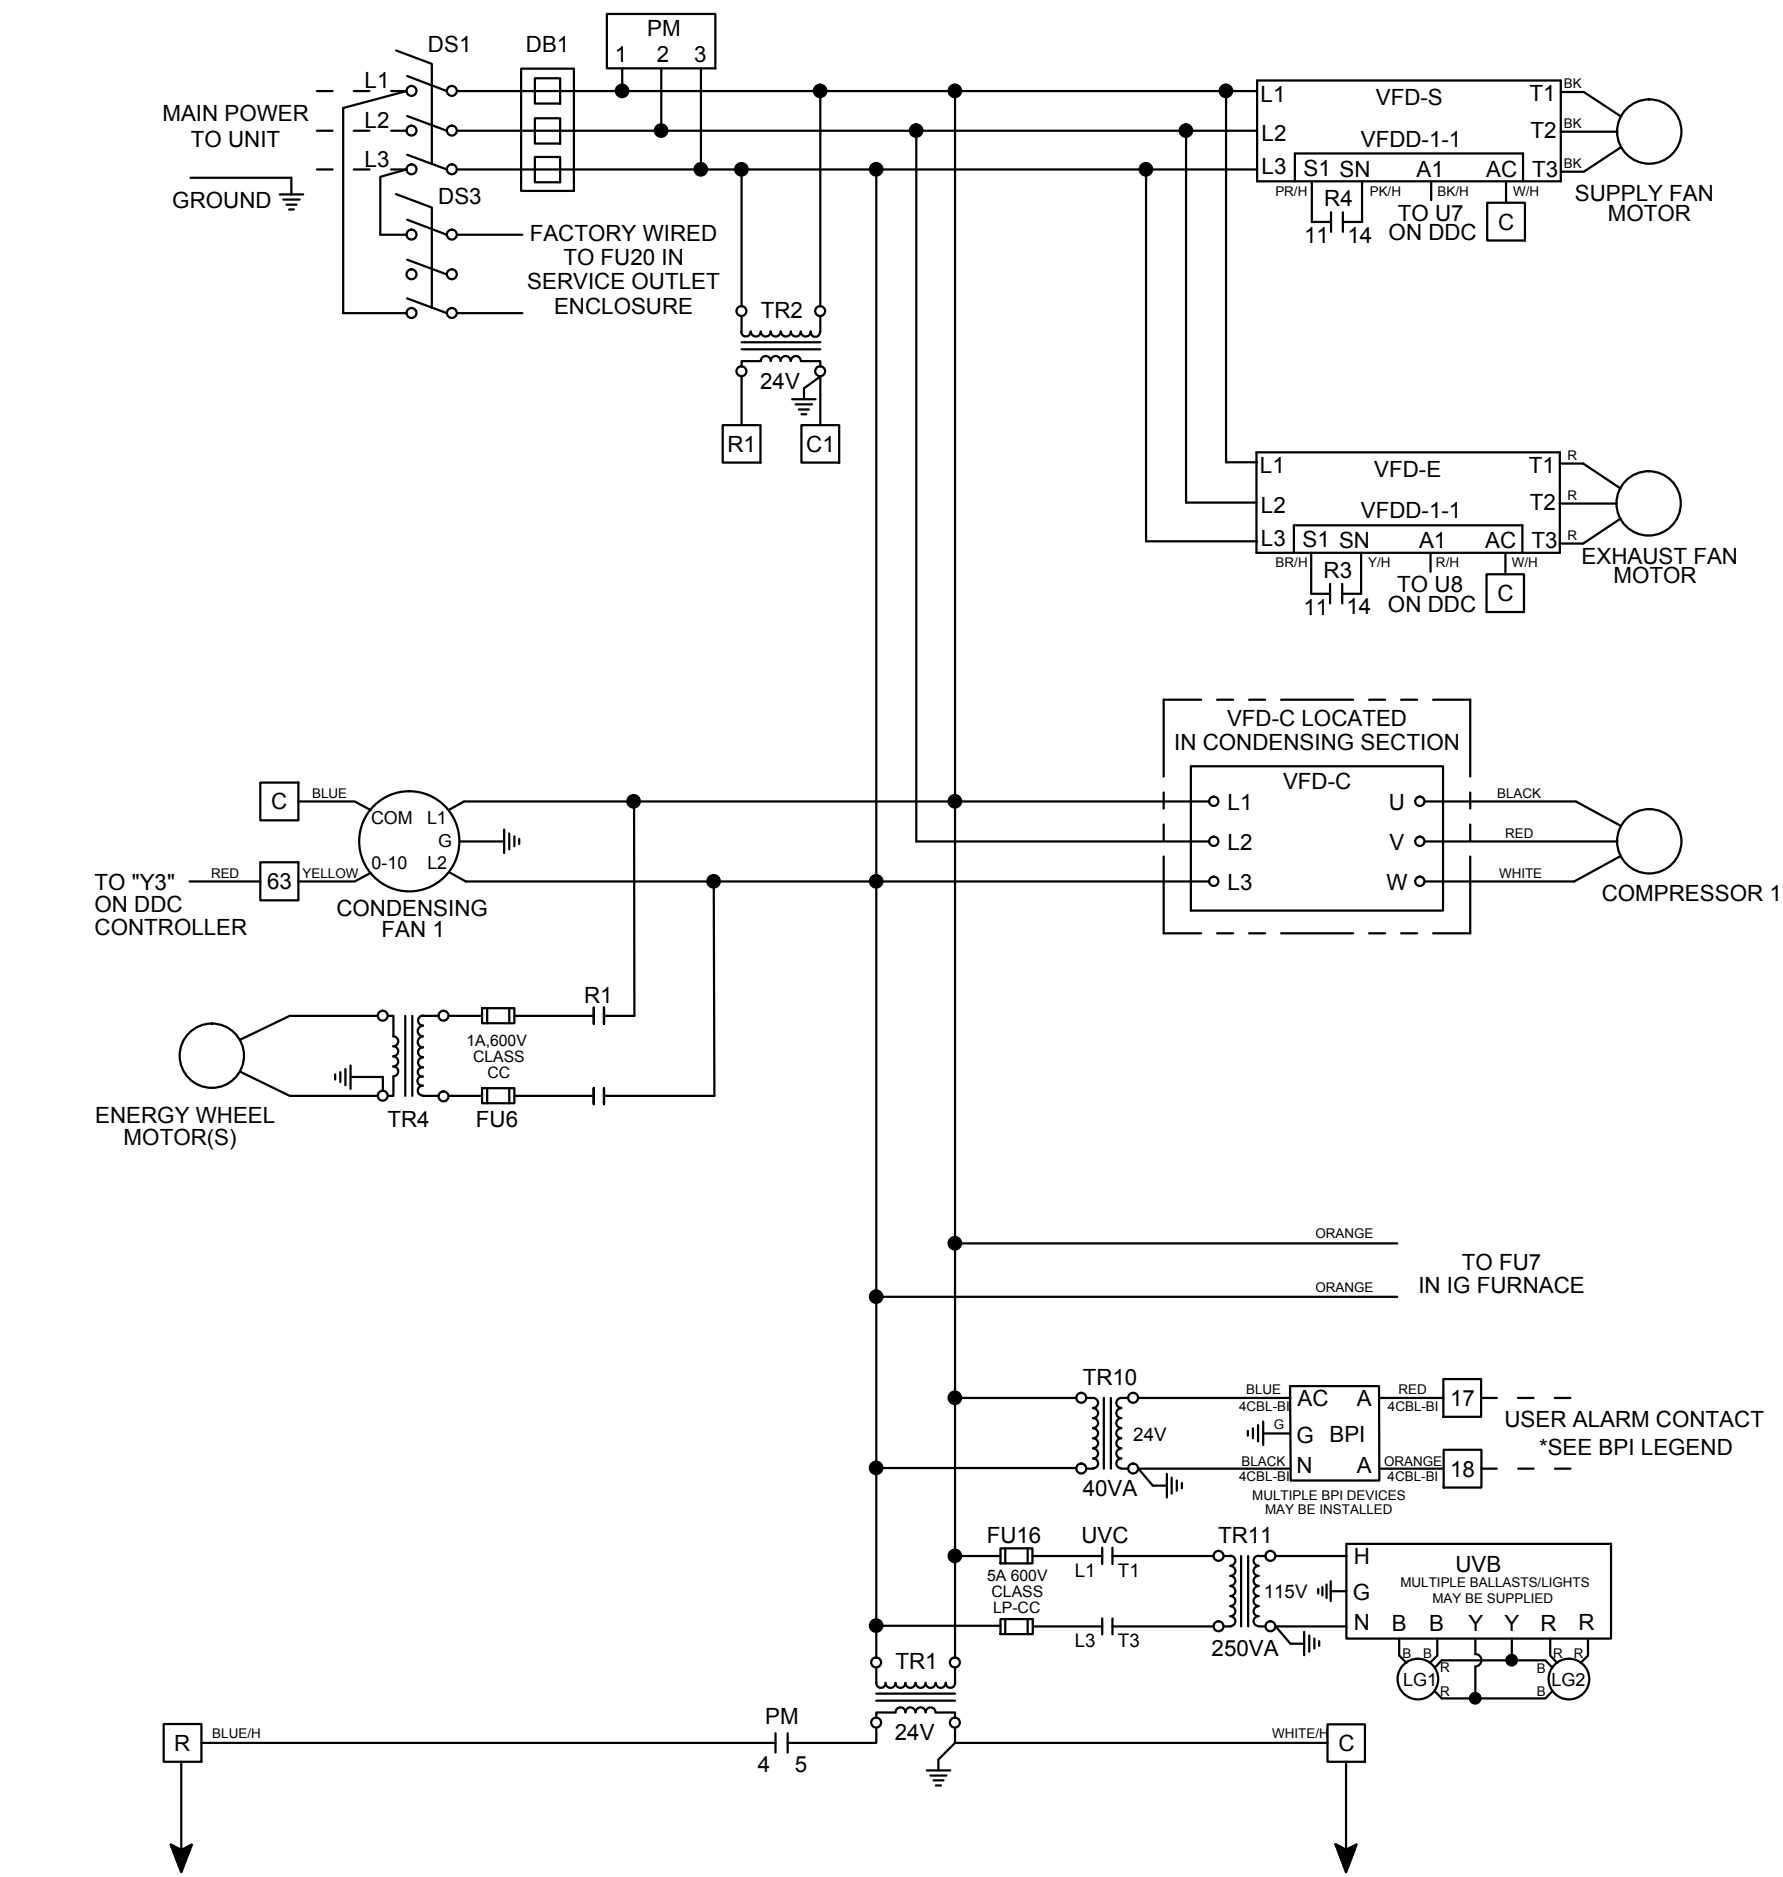 PM
1 2 3
DS1
DB1
L1
L2
L3
MAIN POWER
TO UNIT
GROUND
DS3
FACTORY WIRED
TO FU20 IN
SERVICE OUTLET
ENCLOSURE
TR2
24V
R1
C1
L1 VFD-S T1 BK
L2 VFDD-1-1 T2 BK
L3 S1 SN A1 AC T3 BK
PR/H PK/H BK/H W/H
R4
11 14
TO U7
ON DDC
C
SUPPLY FAN
MOTOR
L1 VFD-E T1 R
L2 VFDD-1-1 T2 R
L3 S1 SN A1 AC T3 R
BR/H Y/H R/H W/H
R3
11 14
TO U8
ON DDC
C
EXHAUST FAN
MOTOR
VFD-C LOCATED
IN CONDENSING SECTION
VFD-C
L1 U BLACK
L2 V RED
L3 W WHITE
COMPRESSOR 1
C BLUE
COM L1
G
0-10 L2
TO "Y3"
ON DDC
CONTROLLER
RED 63 YELLOW
CONDENSING
FAN 1
R1
1A,600V
CLASS
CC
FU6
TR4
ENERGY WHEEL
MOTOR(S)
ORANGE
ORANGE
TO FU7
IN IG FURNACE
TR10
24V
40VA
BLUE
4CBL-BI
G
BLACK
4CBL-BI
AC A
G BPI
N A
RED
4CBL-BI
17
ORANGE
4CBL-BI
18
USER ALARM CONTACT
*SEE BPI LEGEND
MULTIPLE BPI DEVICES
MAY BE INSTALLED
FU16 UVC TR11
L1 T1
5A 600V
CLASS
LP-CC
L3 T3
115V
250VA
H UVB
MULTIPLE BALLASTS/LIGHTS
MAY BE SUPPLIED
G
N B B Y Y R R
B B R R
R B
LG1 LG2
R B
TR1
24V
PM
4 5
R BLUE/H
WHITE/H C